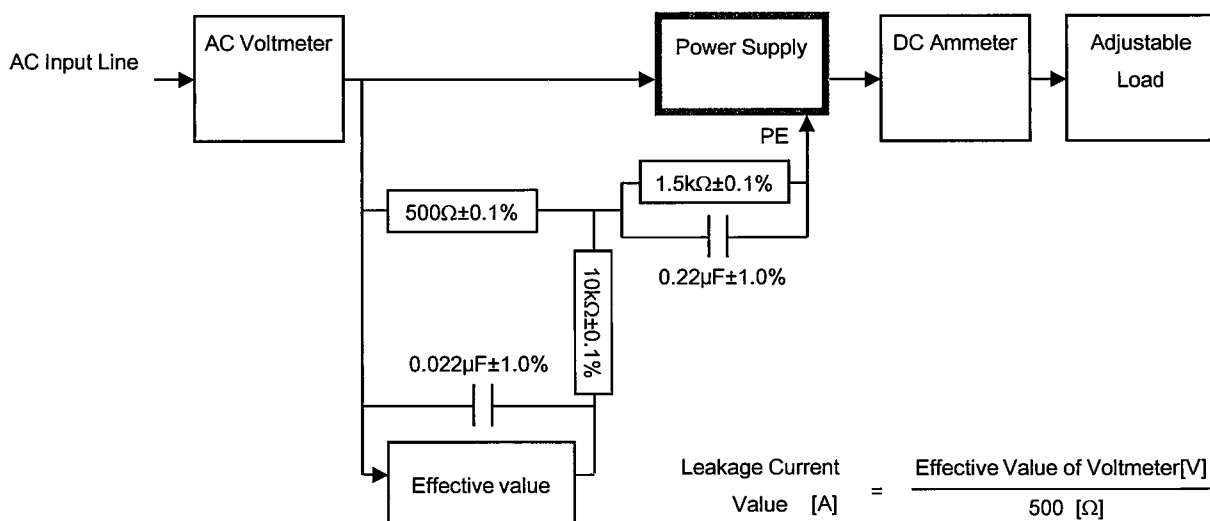 AC Input Line
AC Voltmeter
Power Supply
DC Ammeter
Adjustable
Load
PE
500Ω±0.1%
1.5kΩ±0.1%
0.22µF±1.0%
10kΩ±0.1%
0.022µF±1.0%
Effective value
Leakage Current
Value [A]
=
Effective Value of Voltmeter[V]
500 [Ω]